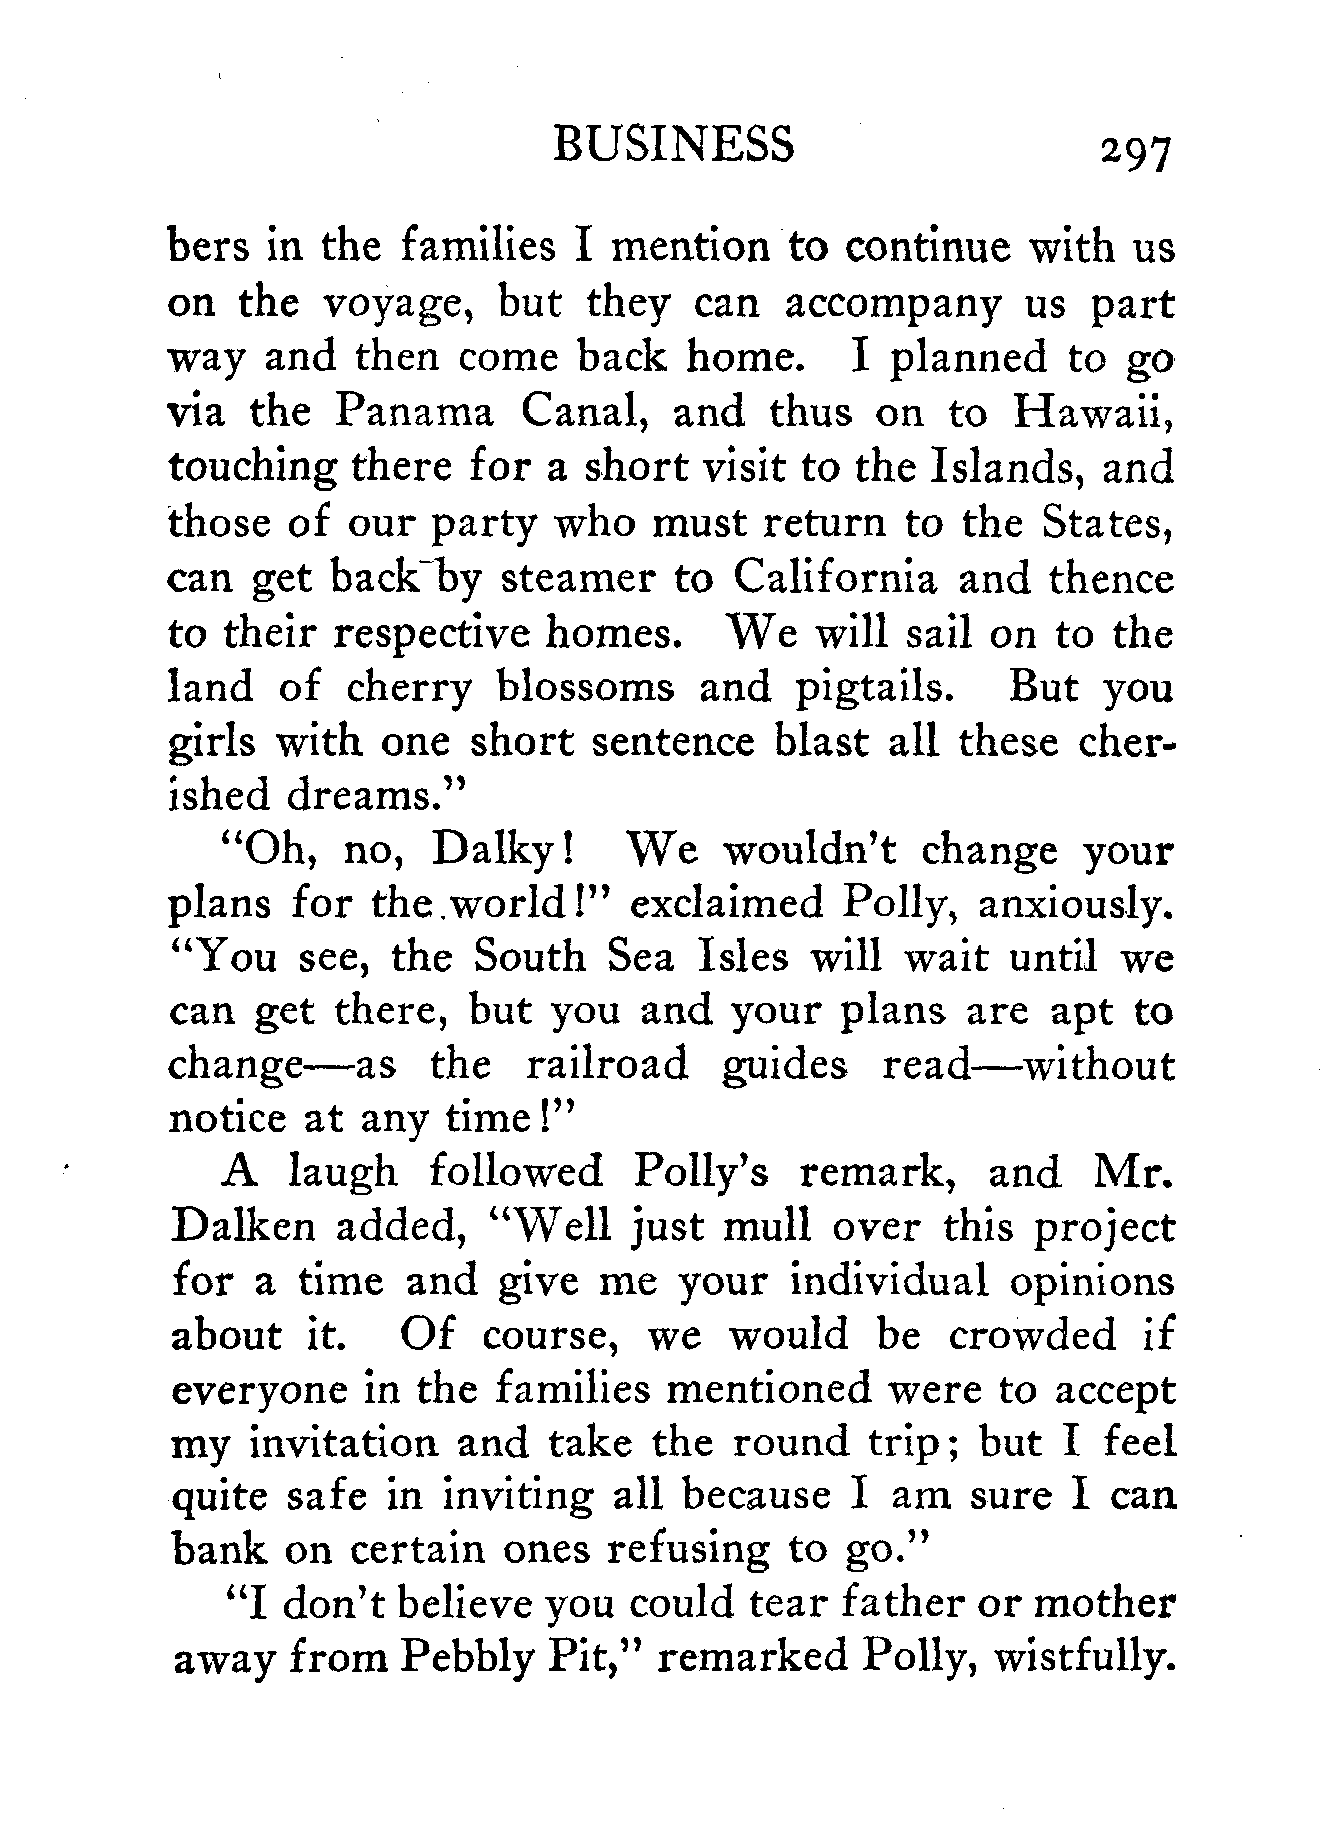 BUSINESS 297
bers in the families I mention to continue with us
on the voyage, but they can accompany us part
way and then come back home. I planned to go
via the Panama Canal, and thus on to Hawaii,
touching there for a short visit to the Islands, and
those of our party who must return to the States,
can get back by steamer to California and thence
to their respective homes. We will sail on to the
land of cherry blossoms and pigtails. But you
girls with one short sentence blast all these cher-
ished dreams."
"Oh, no, Dalky! We wouldn't change your
plans for the world!" exclaimed Polly, anxiously.
"You see, the South Sea Isles will wait until we
can get there, but you and your plans are apt to
change—as the railroad guides read—without
notice at any time!"
A laugh followed Polly's remark, and Mr.
Dalken added, "Well just mull over this project
for a time and give me your individual opinions
about it. Of course, we would be crowded if
everyone in the families mentioned were to accept
my invitation and take the round trip; but I feel
quite safe in inviting all because I am sure I can
bank on certain ones refusing to go."
"I don't believe you could tear father or mother
away from Pebbly Pit," remarked Polly, wistfully.